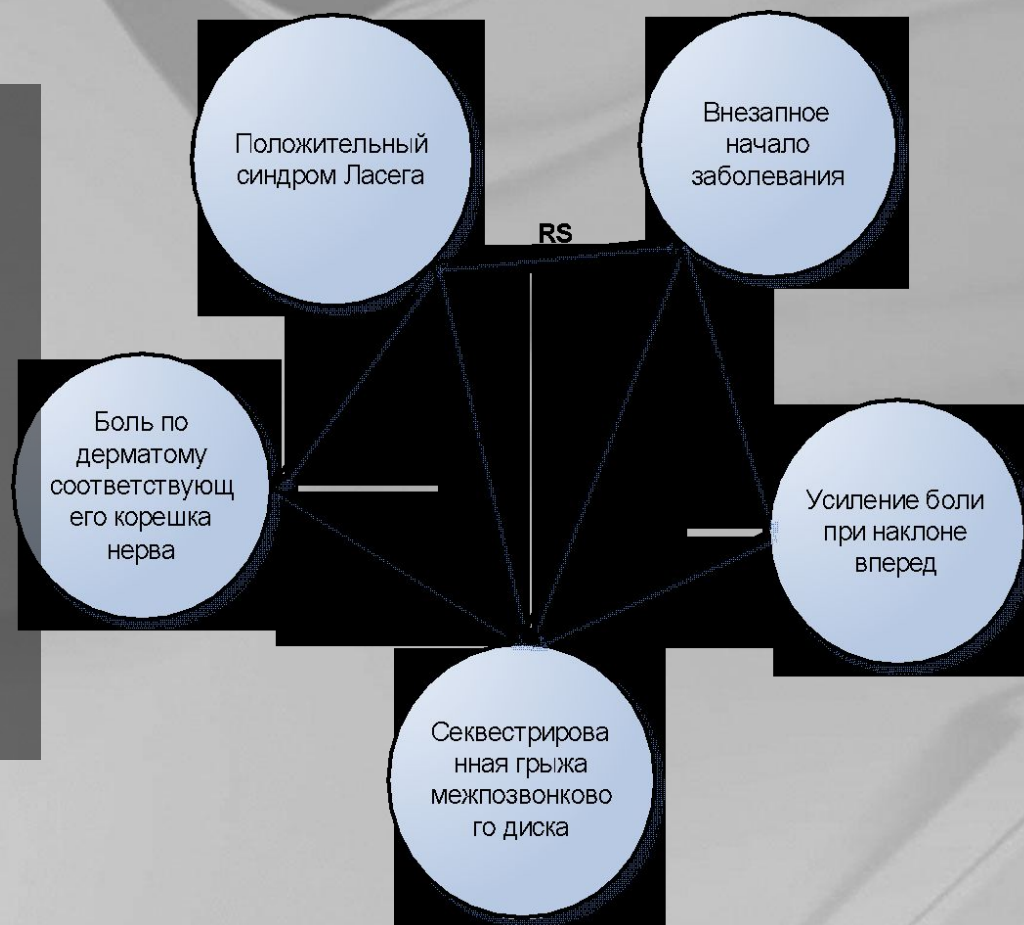 Положительный
синдром Ласега
Внезапное
начало
заболевания
RS
Боль по
дерматому
соответствующ
его корешка
нерва
Усиление боли
при наклоне
вперед
Секвестрирова
нная грыжа
межпозвонково
го диска